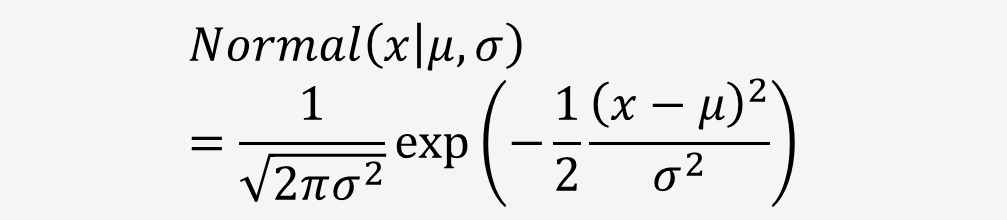 Normal(x|μ, σ)
= 1/√(2πσ²) exp(−1/2 (x − μ)²/σ²)